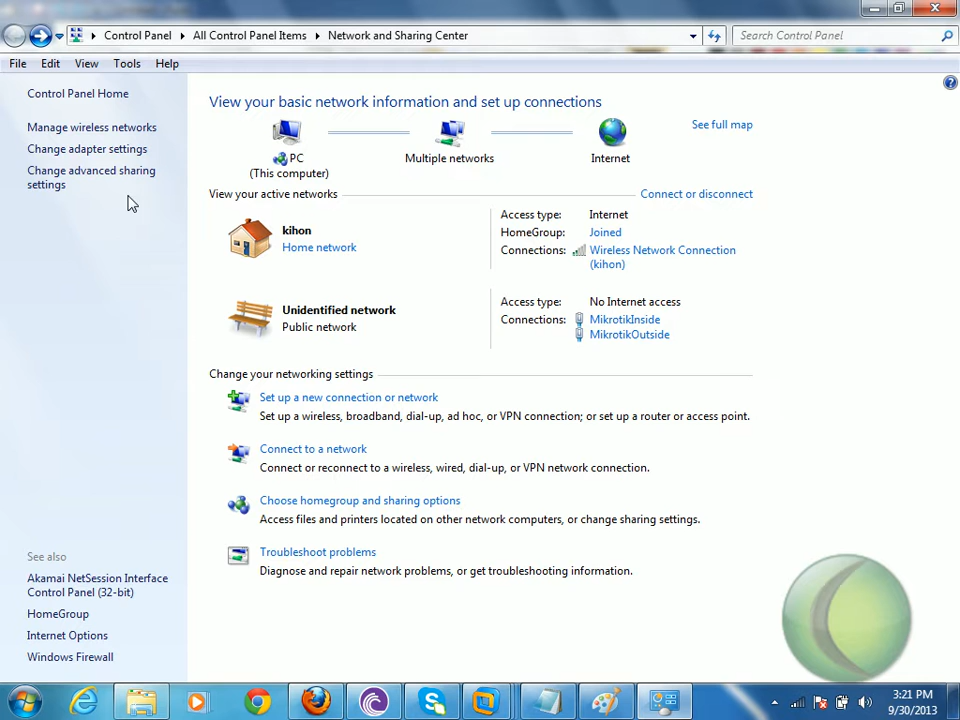 Control Panel All Control Panel Items Network and Sharing Center Search Control Panel
File Edit View Tools Help
Control Panel Home
Manage wireless networks
Change adapter settings
Change advanced sharing
settings
See also
Akamai NetSession Interface
Control Panel (32-bit)
HomeGroup
Internet Options
Windows Firewall
View your basic network information and set up connections
See full map
PC
(This computer)
Multiple networks
Internet
View your active networks
Connect or disconnect
kihon
Home network
Access type: Internet
HomeGroup: Joined
Connections: Wireless Network Connection
(kihon)
Unidentified network
Public network
Access type: No Internet access
Connections: MikrotikInside
MikrotikOutside
Change your networking settings
Set up a new connection or network
Set up a wireless, broadband, dial-up, ad hoc, or VPN connection; or set up a router or access point.
Connect to a network
Connect or reconnect to a wireless, wired, dial-up, or VPN network connection.
Choose homegroup and sharing options
Access files and printers located on other network computers, or change sharing settings.
Troubleshoot problems
Diagnose and repair network problems, or get troubleshooting information.
3:21 PM
9/30/2013